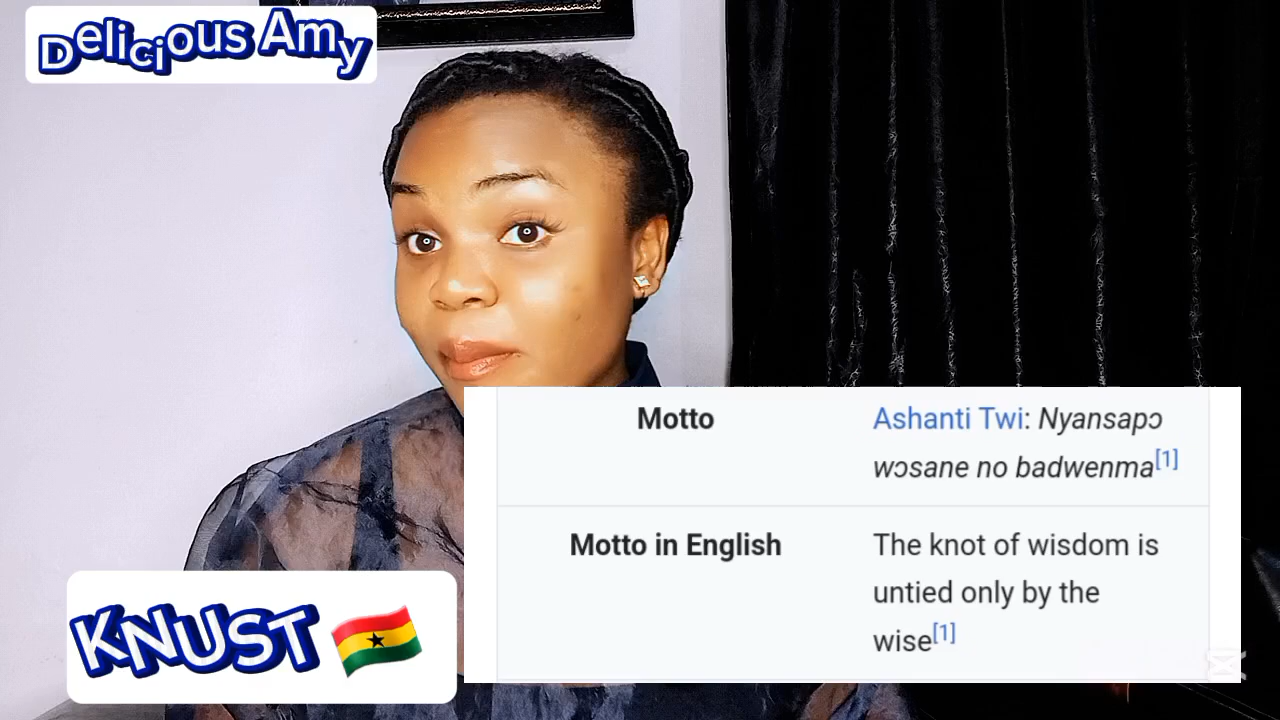 Delicious Amy
Motto
Ashanti Twi: Nyansapɔ
wɔsane no badwenma[1]
Motto in English
The knot of wisdom is
untied only by the
wise[1]
KNUST